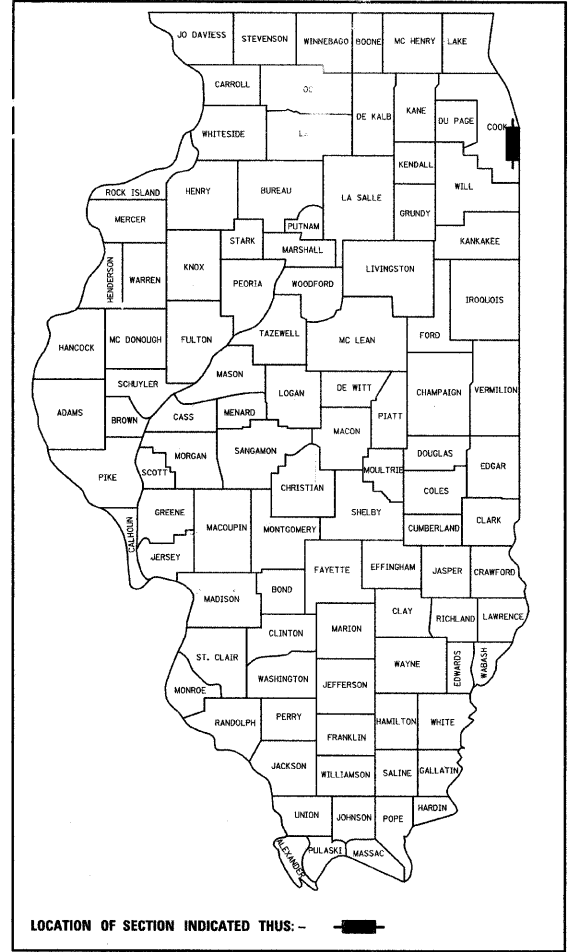 JO DAVIESS STEVENSON WINNEBAGO BOONE MC HENRY LAKE
CARROLL
DE KALB KANE DU PAGE COOK
WHITESIDE
KENDALL WILL
ROCK ISLAND HENRY BUREAU LA SALLE GRUNDY
MERCER PUTNAM
STARK MARSHALL KANKAKEE
HENDERSON WARREN KNOX PEORIA WOODFORD LIVINGSTON IROQUOIS
HANCOCK MC DONOUGH FULTON TAZEWELL MC LEAN FORD
MASON
SCHUYLER LOGAN DE WITT CHAMPAIGN VERMILION
ADAMS BROWN CASS MENARD PIATT
MACON
MORGAN SANGAMON DOUGLAS
PIKE SCOTT CHRISTIAN MOULTRIE COLES EDGAR
GREENE MACOUPIN MONTGOMERY SHELBY CUMBERLAND CLARK
CALHOUN
JERSEY FAYETTE EFFINGHAM JASPER CRAWFORD
MADISON BOND
CLAY RICHLAND LAWRENCE
CLINTON MARION
ST. CLAIR WAYNE EDWARDS WABASH
WASHINGTON JEFFERSON
MONROE
RANDOLPH PERRY HAMILTON WHITE
FRANKLIN
JACKSON WILLIAMSON SALINE GALLATIN
HARDIN
UNION JOHNSON POPE
ALEXANDER PULASKI MASSAC
LOCATION OF SECTION INDICATED THUS: -